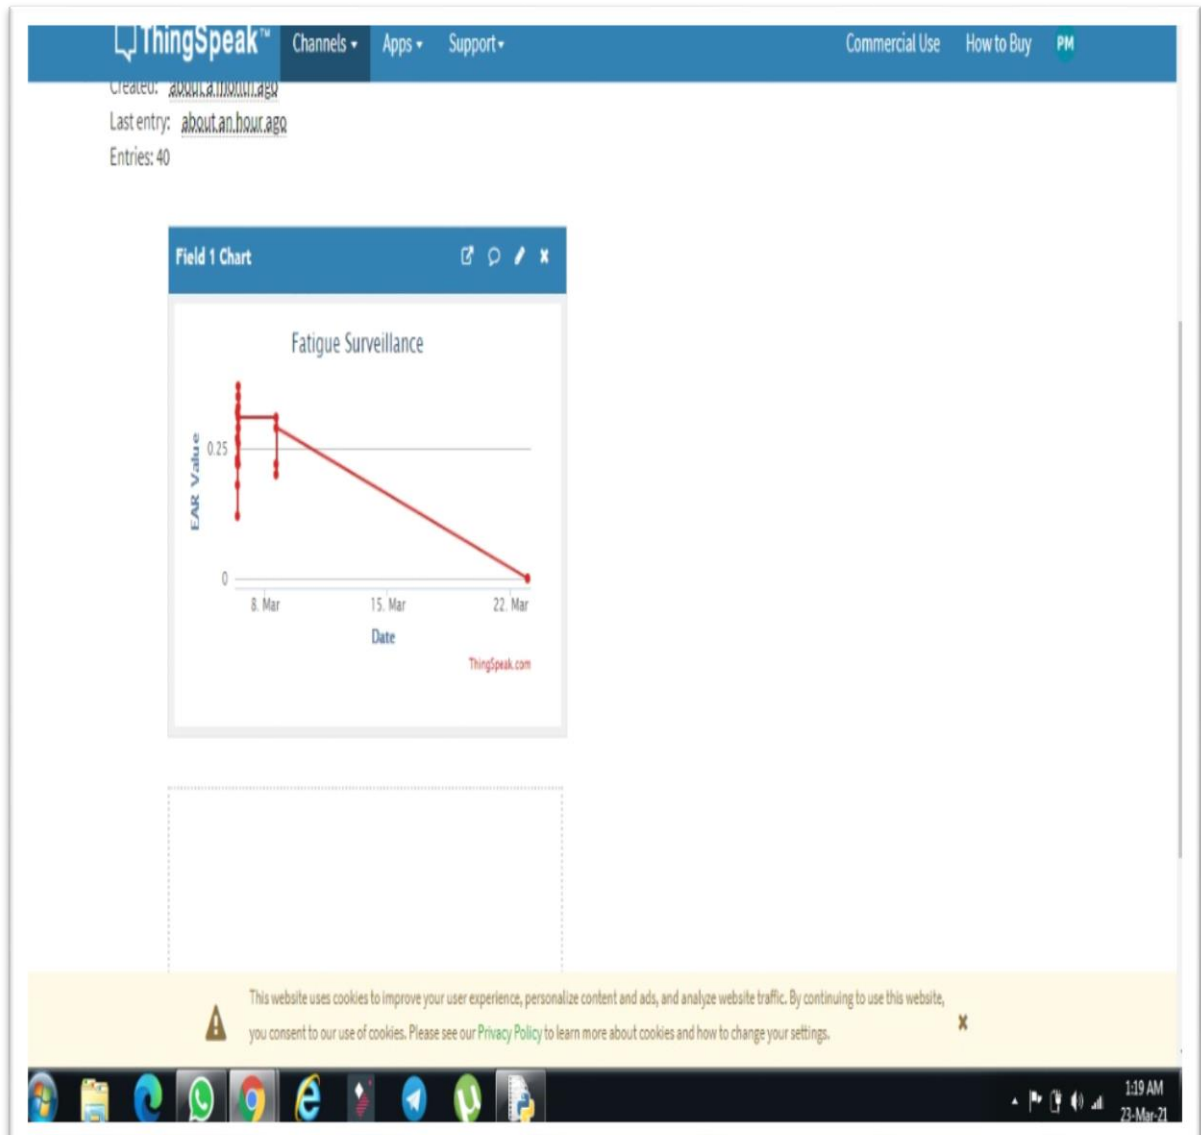 ThingSpeak™ Channels Apps Support Commercial Use How to Buy PM
Created: about a month ago
Last entry: about an hour ago
Entries: 40
Field 1 Chart
Fatigue Surveillance
EAR Value
0.25
0
8. Mar 15. Mar 22. Mar
Date
ThingSpeak.com
This website uses cookies to improve your user experience, personalize content and ads, and analyze website traffic. By continuing to use this website,
you consent to our use of cookies. Please see our Privacy Policy to learn more about cookies and how to change your settings.
1:19 AM
23-Mar-21